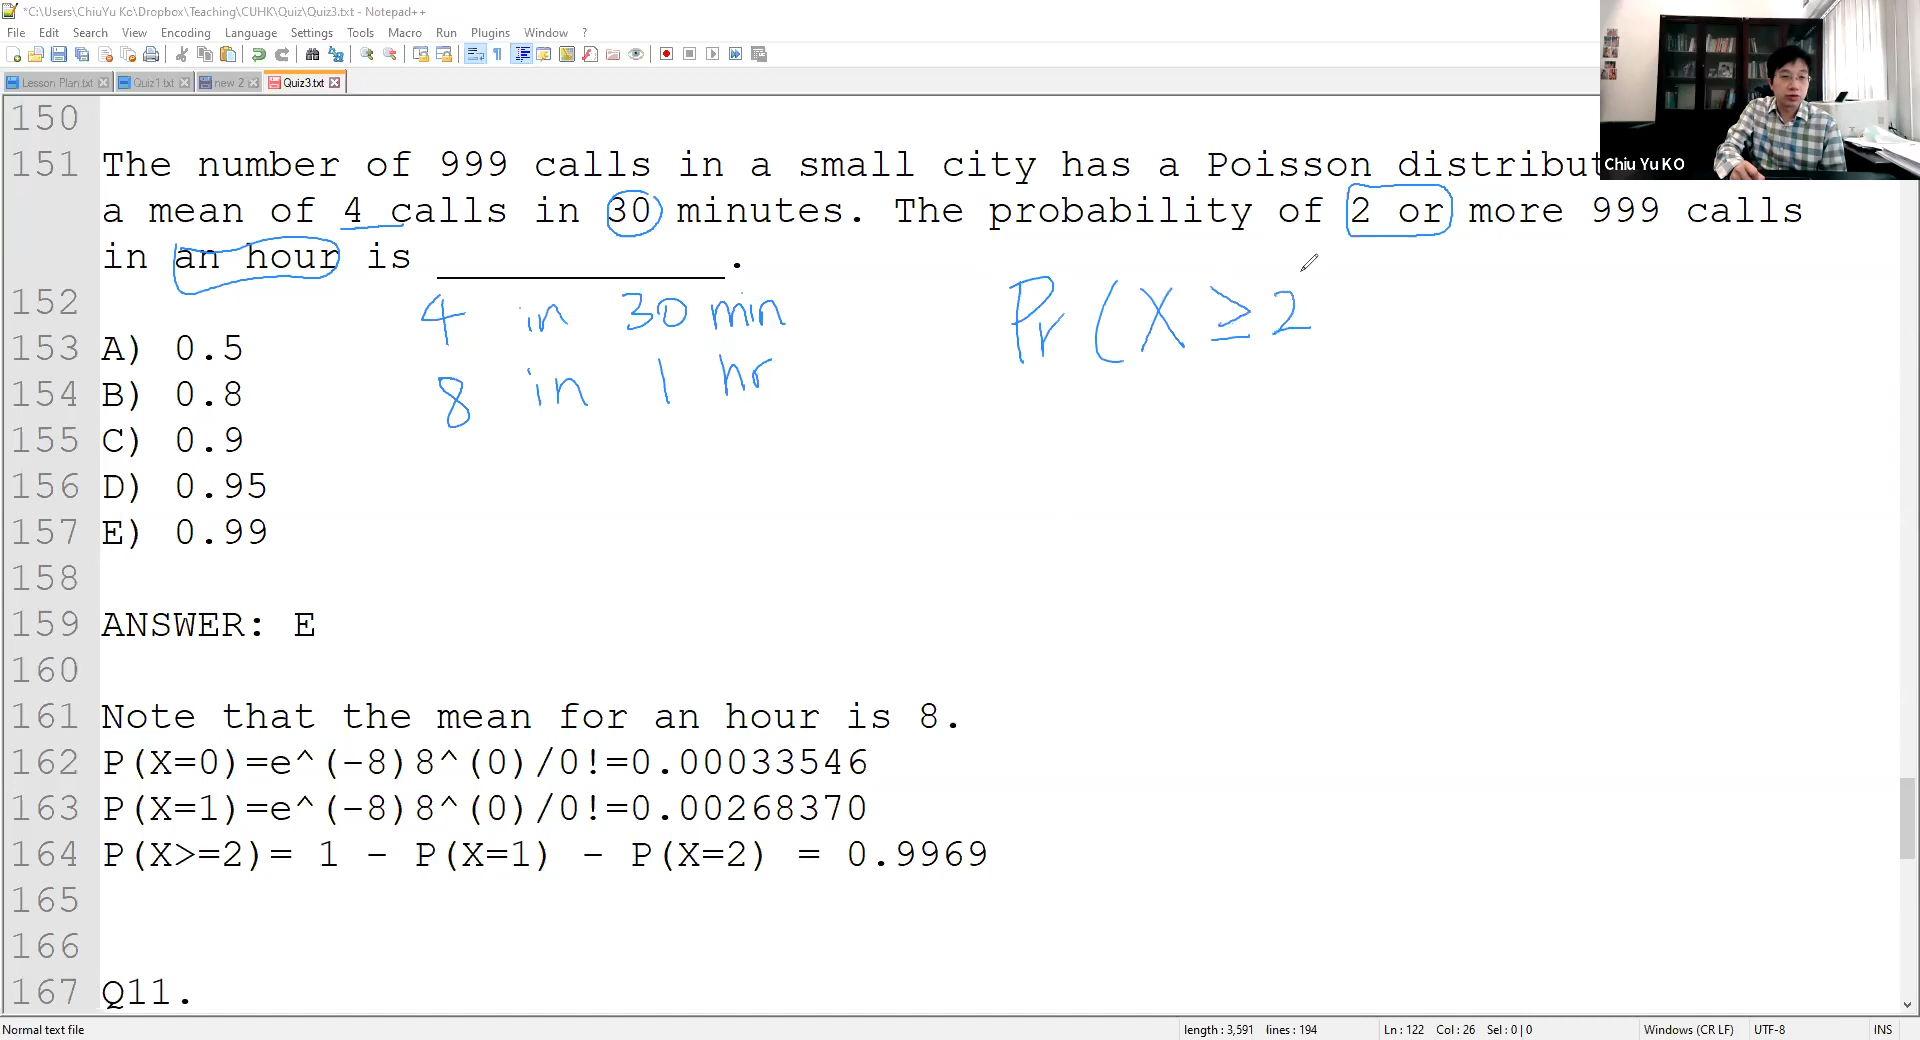 *C:\Users\ChiuYu Ko\Dropbox\Teaching\CUHK\Quiz\Quiz3.txt - Notepad++
File Edit Search View Encoding Language Settings Tools Macro Run Plugins Window ?
Lesson Plan.txt Quiz1.txt new 2 Quiz3.txt
Chiu Yu KO
150
151 The number of 999 calls in a small city has a Poisson distribut
a mean of 4 calls in 30 minutes. The probability of 2 or more 999 calls
in an hour is ____________.
152
4 in 30 min
Pr ( X ≥ 2
153 A) 0.5
8 in 1 hr
154 B) 0.8
155 C) 0.9
156 D) 0.95
157 E) 0.99
158
159 ANSWER: E
160
161 Note that the mean for an hour is 8.
162 P(X=0)=e^(-8)8^(0)/0!=0.00033546
163 P(X=1)=e^(-8)8^(0)/0!=0.00268370
164 P(X>=2)= 1 - P(X=1) - P(X=2) = 0.9969
165
166
167 Q11.
Normal text file length : 3,591 lines : 194 Ln : 122 Col : 26 Sel : 0 | 0 Windows (CR LF) UTF-8 INS